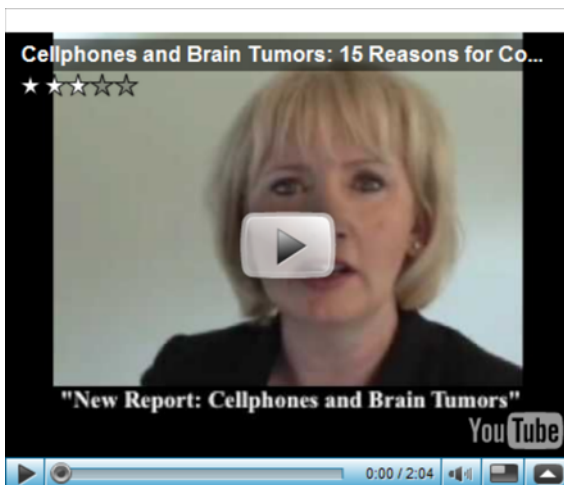 Cellphones and Brain Tumors: 15 Reasons for Co...
"New Report: Cellphones and Brain Tumors"
YouTube
0:00 / 2:04